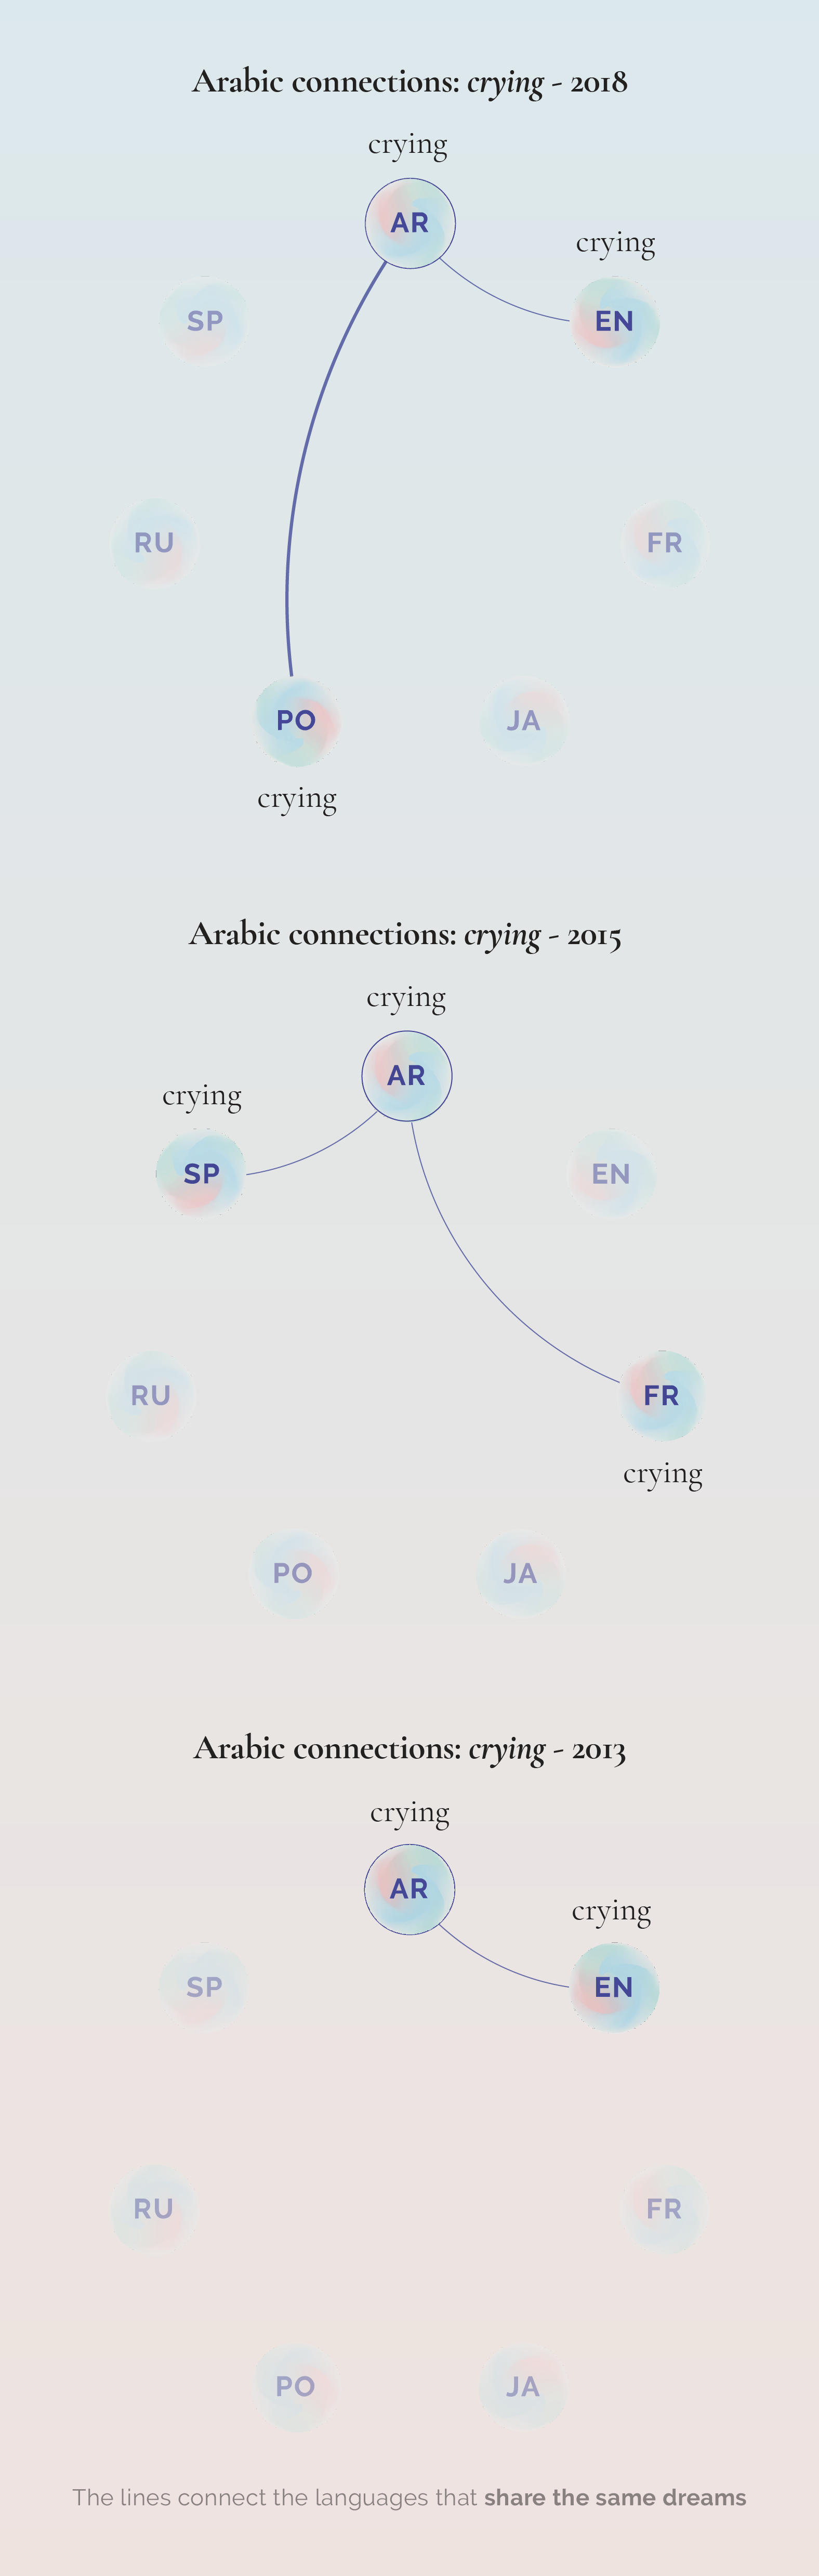 Arabic connections: crying - 2018
crying
AR
crying
EN
SP
RU
FR
PO
JA
crying
Arabic connections: crying - 2015
crying
AR
crying
SP
EN
RU
FR
crying
PO
JA
Arabic connections: crying - 2013
crying
AR
crying
EN
SP
RU
FR
PO
JA
The lines connect the languages that share the same dreams